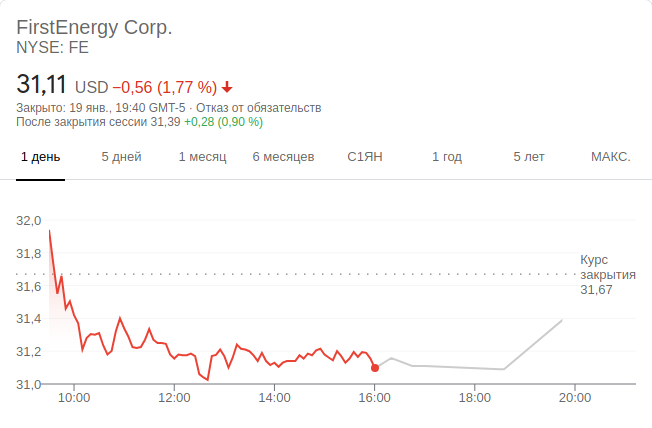 FirstEnergy Corp.
NYSE: FE
31,11 USD −0,56 (1,77 %)
Закрыто: 19 янв., 19:40 GMT-5 · Отказ от обязательств
После закрытия сессии 31,39 +0,28 (0,90 %)
1 день 5 дней 1 месяц 6 месяцев С1ЯН 1 год 5 лет МАКС.
32,0
31,8
Курс
закрытия
31,67
31,6
31,4
31,2
31,0
10:00 12:00 14:00 16:00 18:00 20:00